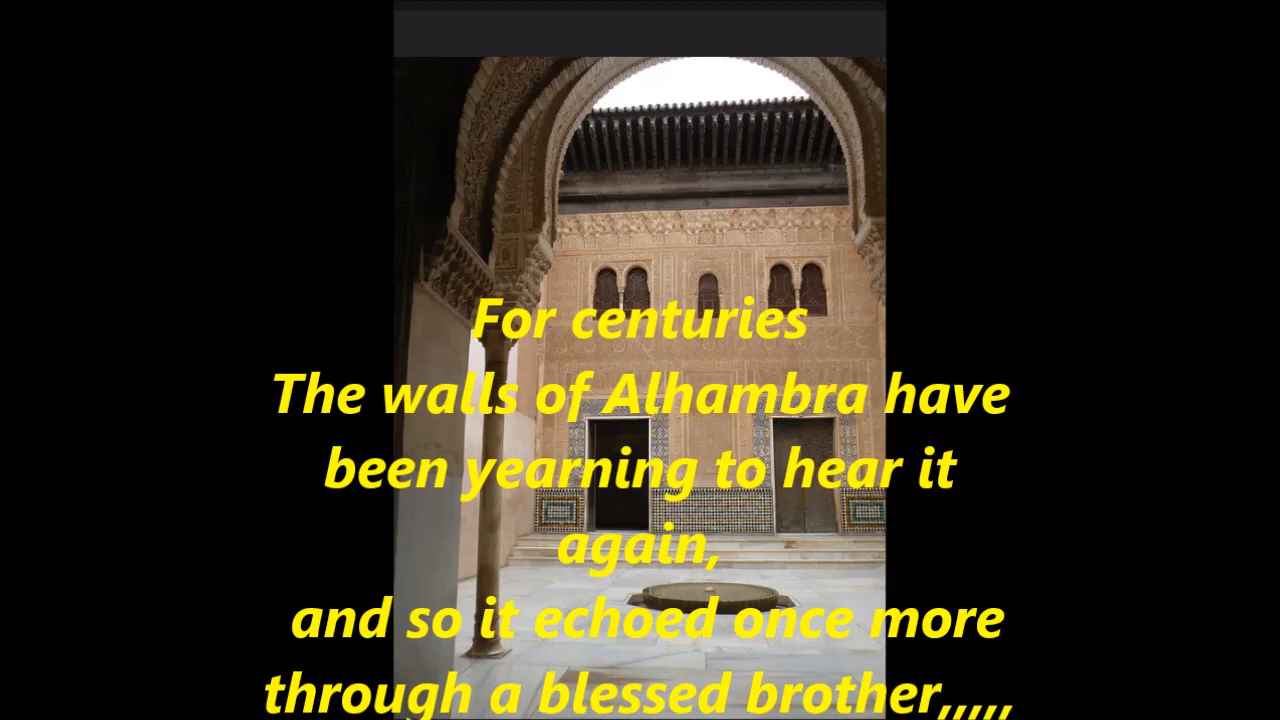 For centuries
The walls of Alhambra have
been yearning to hear it
again,
and so it echoed once more
through a blessed brother,,,,,